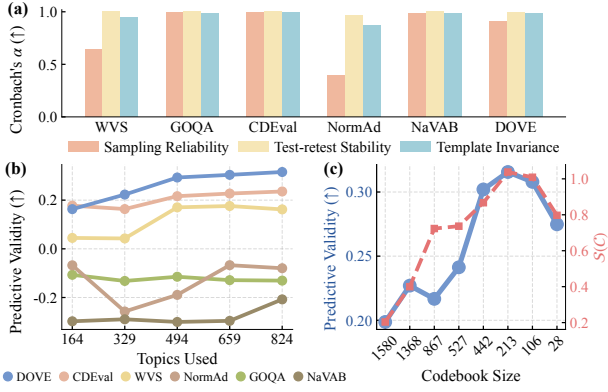 (a)
Cronbach's α (↑)
1.0
0.5
0.0
WVS GOQA CDEval NormAd NaVAB DOVE
Sampling Reliability Test-retest Stability Template Invariance
(b)
Predictive Validity (↑)
0.2
0.0
-0.2
164 329 494 659 824
Topics Used
(c)
Predictive Validity (↑)
0.30
0.25
0.20
1.0
0.8
0.6
0.4
0.2
S(C)
1580 1368 867 527 442 213 106 28
Codebook Size
DOVE CDEval WVS NormAd GOQA NaVAB